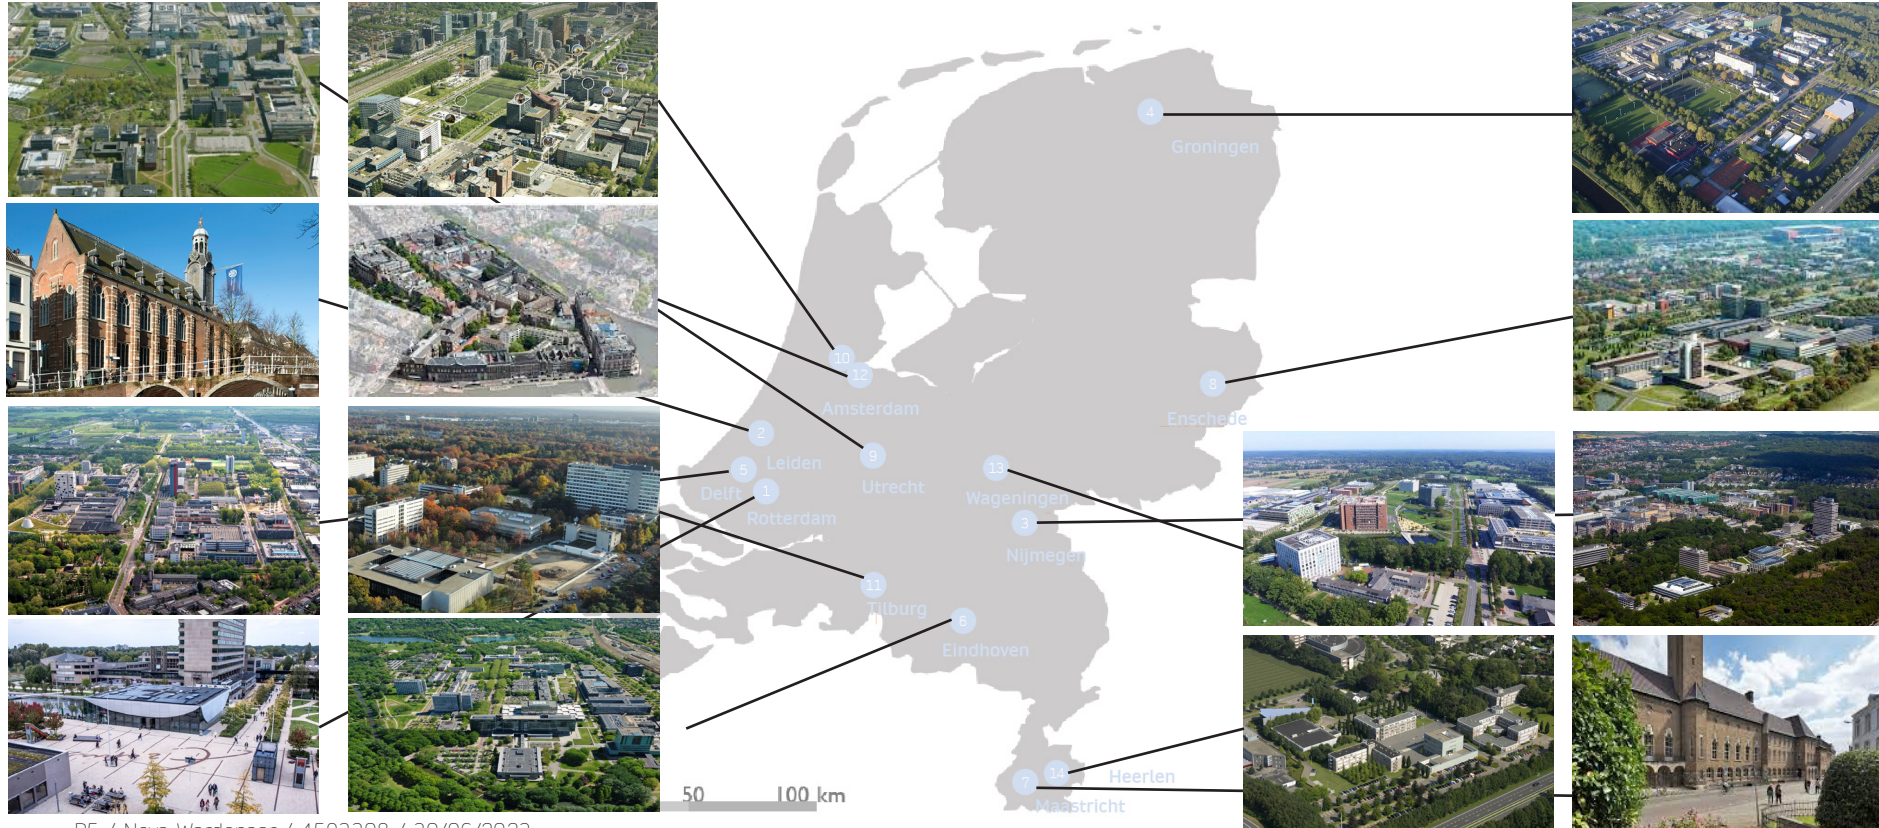 4
Groningen
10
12
Amsterdam
8
Enschede
2
Leiden
9
Utrecht
5
Delft
1
Rotterdam
13
Wageningen
3
Nijmegen
11
Tilburg
6
Eindhoven
14
Heerlen
7
Maastricht
50
100 km